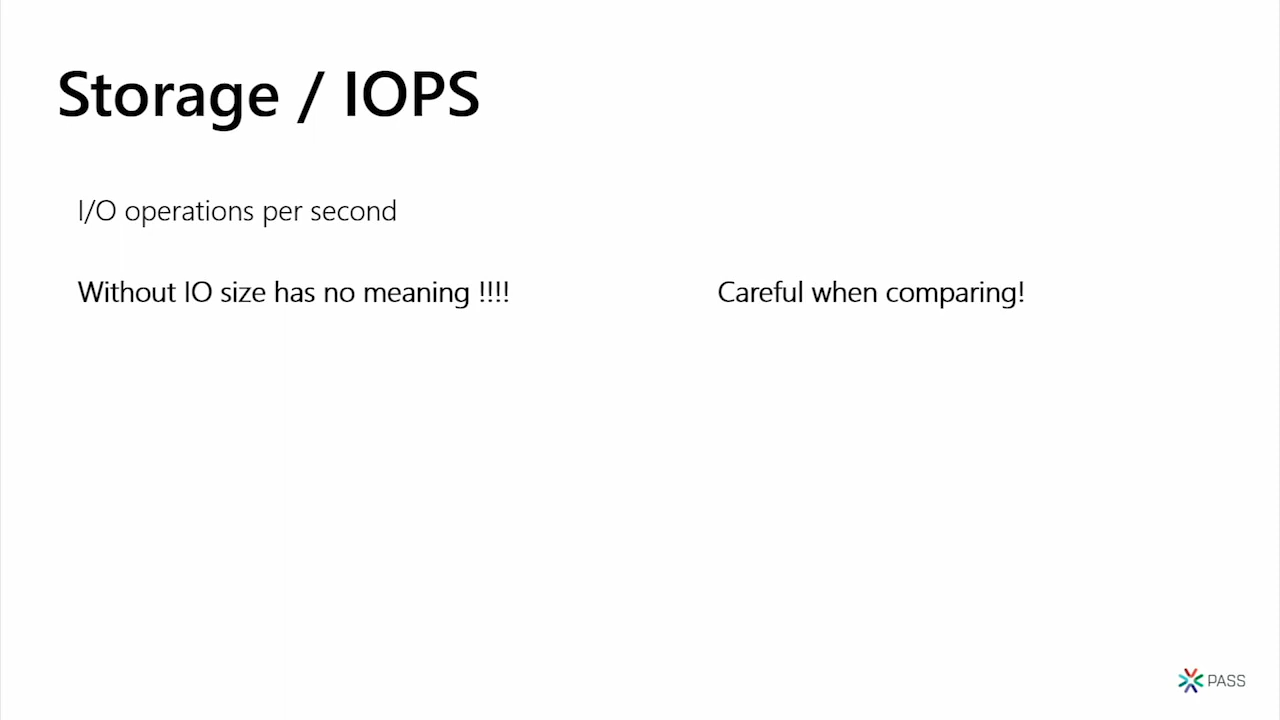 Storage / IOPS
I/O operations per second
Without IO size has no meaning !!!!
Careful when comparing!
PASS